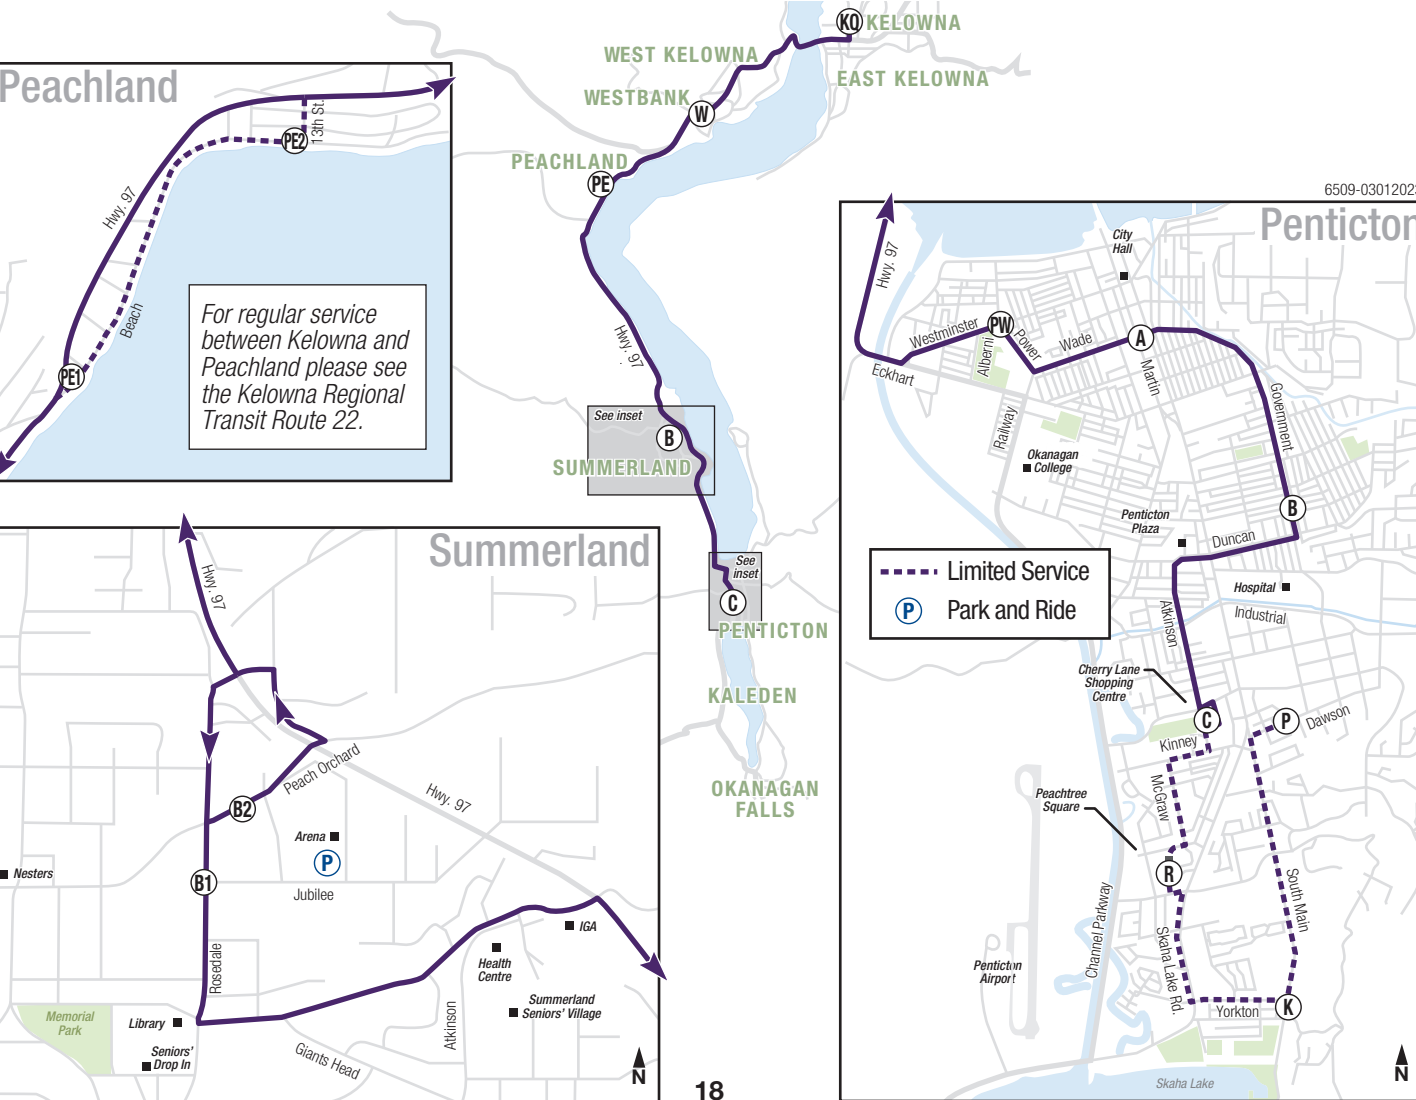 KO KELOWNA
WEST KELOWNA
EAST KELOWNA
WESTBANK
W
PEACHLAND
PE
Hwy. 97
See inset
B
SUMMERLAND
See
inset
C
PENTICTON
KALEDEN
OKANAGAN
FALLS
18
Peachland
13th St.
PE2
Hwy. 97
Beach
PE1
For regular service
between Kelowna and
Peachland please see
the Kelowna Regional
Transit Route 22.
Summerland
Hwy. 97
Peach Orchard
B2
Hwy. 97
Arena
P
Nesters
B1
Jubilee
IGA
Rosedale
Health
Centre
Summerland
Seniors' Village
Memorial
Park
Library
Atkinson
Seniors'
Drop In
Giants Head
N
6509-0301202
Penticton
City
Hall
Hwy. 97
Westminster
PW
Power
Wade
A
Alberni
Martin
Eckhart
Government
Railway
Okanagan
College
B
Penticton
Plaza
Duncan
Limited Service
P Park and Ride
Hospital
Industrial
Atkinson
Cherry Lane
Shopping
Centre
C
P
Dawson
Kinney
McGraw
Peachtree
Square
R
South Main
Channel Parkway
Skaha Lake Rd.
Penticton
Airport
K
Yorkton
Skaha Lake
N